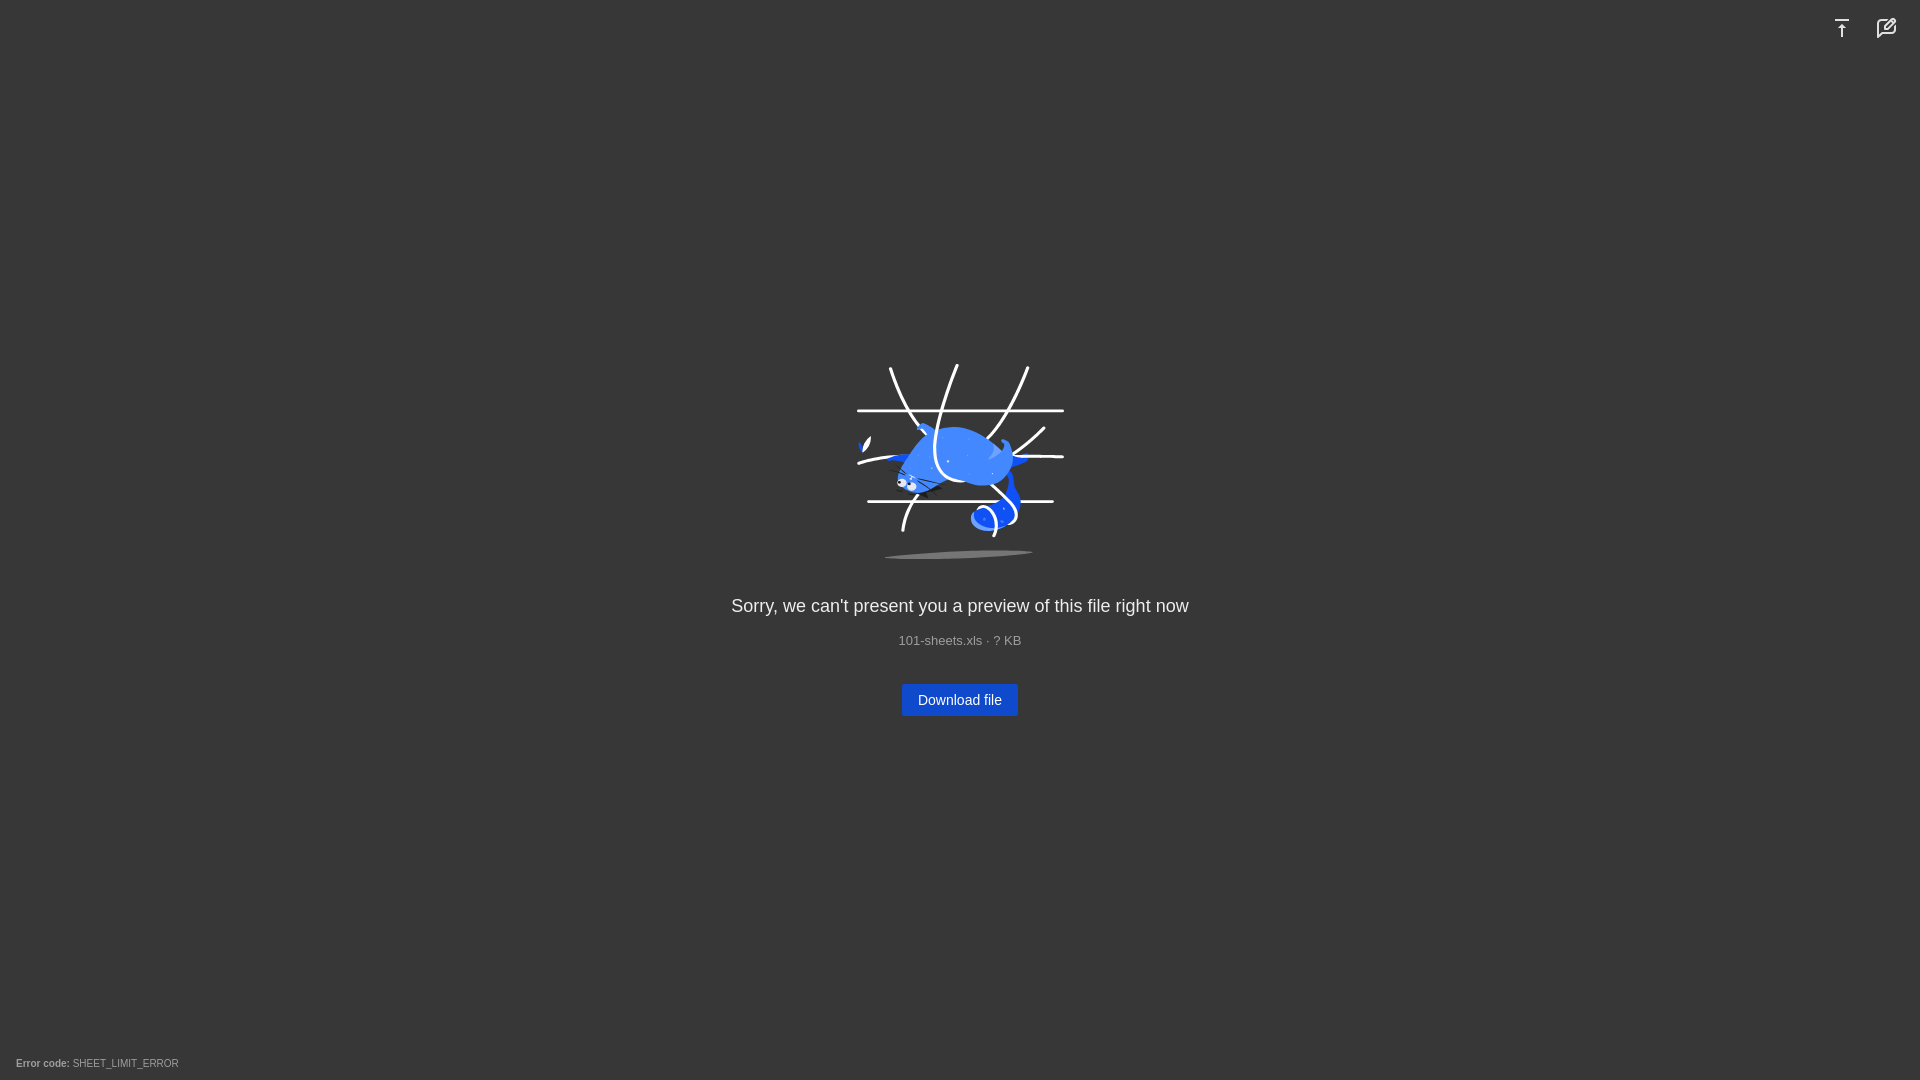 Sorry, we can't present you a preview of this file right now
101-sheets.xls · ? KB
Download file
Error code: SHEET_LIMIT_ERROR